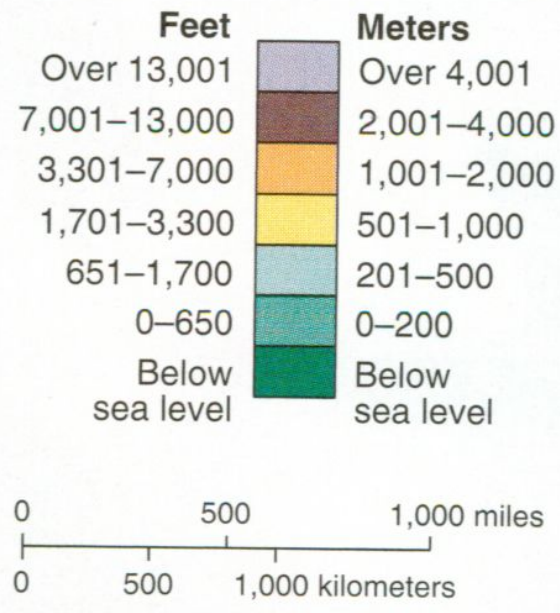 Feet Meters
Over 13,001 Over 4,001
7,001–13,000 2,001–4,000
3,301–7,000 1,001–2,000
1,701–3,300 501–1,000
651–1,700 201–500
0–650 0–200
Below Below
sea level sea level
0 500 1,000 miles
0 500 1,000 kilometers